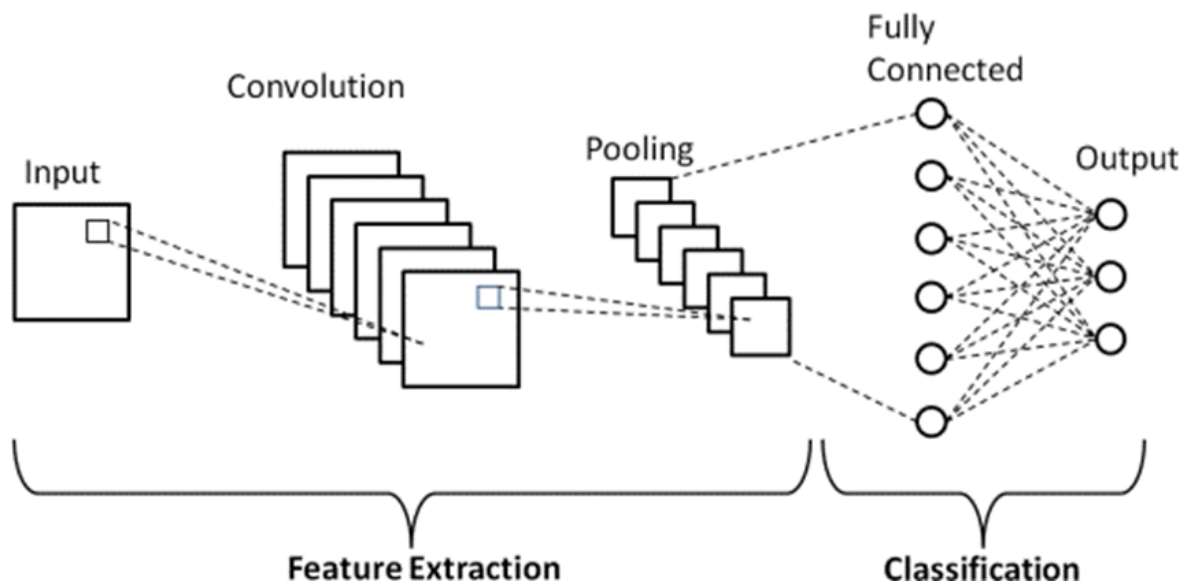 Input
Convolution
Pooling
Fully
Connected
Output
Feature Extraction
Classification